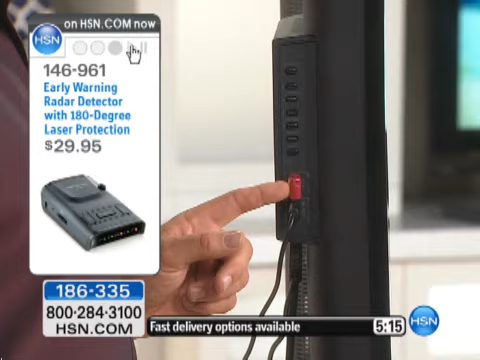 on HSN.COM now
HSN
146-961
Early Warning
Radar Detector
with 180-Degree
Laser Protection
$29.95
186-335
800•284•3100
HSN.COM
Fast delivery options available
5:15
HSN